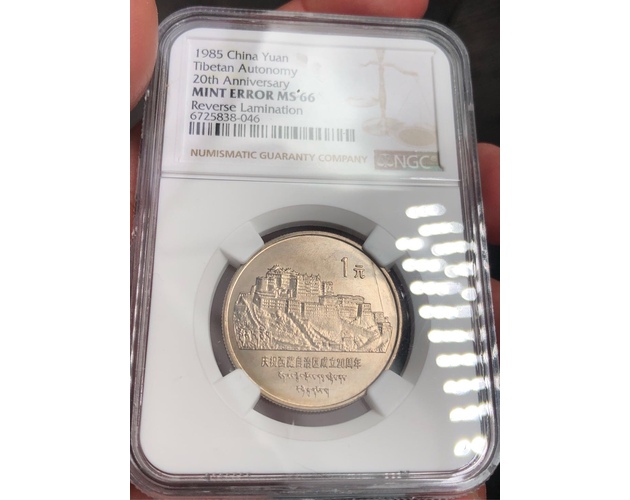 1985 China Yuan
Tibetan Autonomy
20th Anniversary
MINT ERROR MS 66
Reverse Lamination
6725838-046
NUMISMATIC GUARANTY COMPANY
NGC
1元
庆祝西藏自治区成立20周年